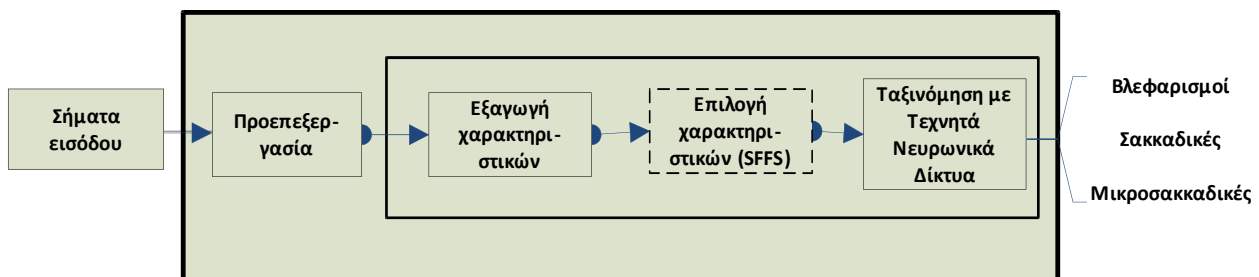 Σήματα
εισόδου
Προεπεξερ-
γασία
Εξαγωγή
χαρακτηρι-
στικών
Επιλογή
χαρακτηρι-
στικών (SFFS)
Ταξινόμηση με
Τεχνητά
Νευρωνικά
Δίκτυα
Βλεφαρισμοί
Σακκαδικές
Μικροσακκαδικές